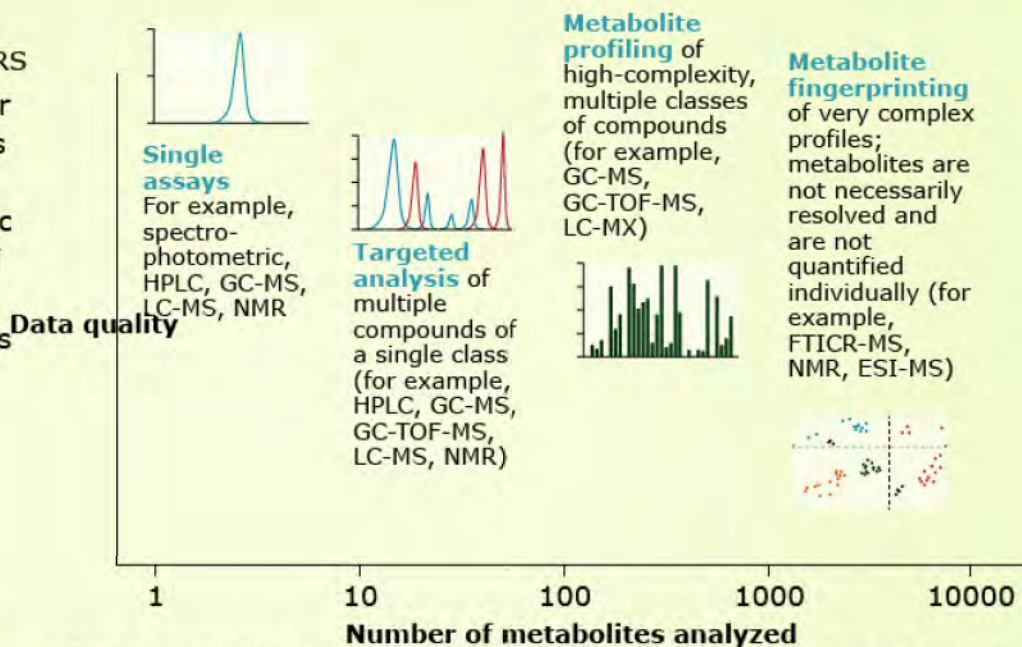 RS
r
s
c
s
Data quality
Single
assays
For example,
spectro-
photometric,
HPLC, GC-MS,
LC-MS, NMR
Targeted
analysis of
multiple
compounds of
a single class
(for example,
HPLC, GC-MS,
GC-TOF-MS,
LC-MS, NMR)
Metabolite
profiling of
high-complexity,
multiple classes
of compounds
(for example,
GC-MS,
GC-TOF-MS,
LC-MX)
Metabolite
fingerprinting
of very complex
profiles;
metabolites are
not necessarily
resolved and
are not
quantified
individually (for
example,
FTICR-MS,
NMR, ESI-MS)
1 10 100 1000 10000
Number of metabolites analyzed